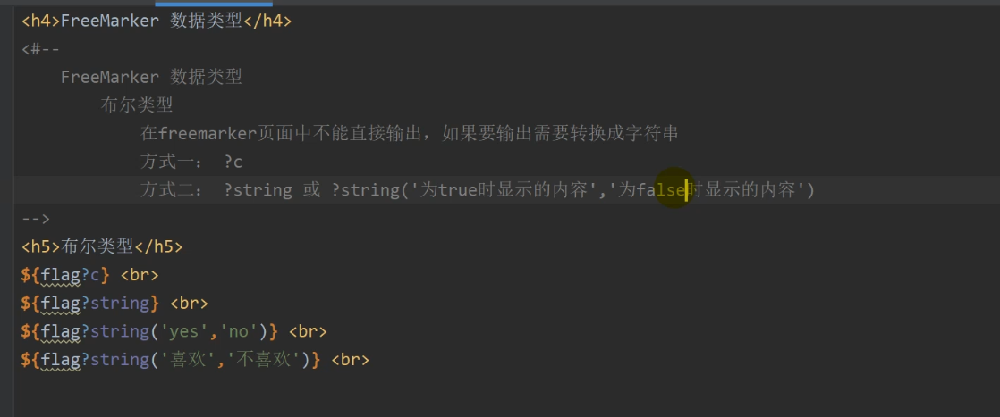 <h4>FreeMarker 数据类型</h4>
<#--
FreeMarker 数据类型
布尔类型
在freemarker页面中不能直接输出，如果要输出需要转换成字符串
方式一： ?c
方式二： ?string 或 ?string('为true时显示的内容','为false时显示的内容')
-->
<h5>布尔类型</h5>
${flag?c} <br>
${flag?string} <br>
${flag?string('yes','no')} <br>
${flag?string('喜欢','不喜欢')} <br>